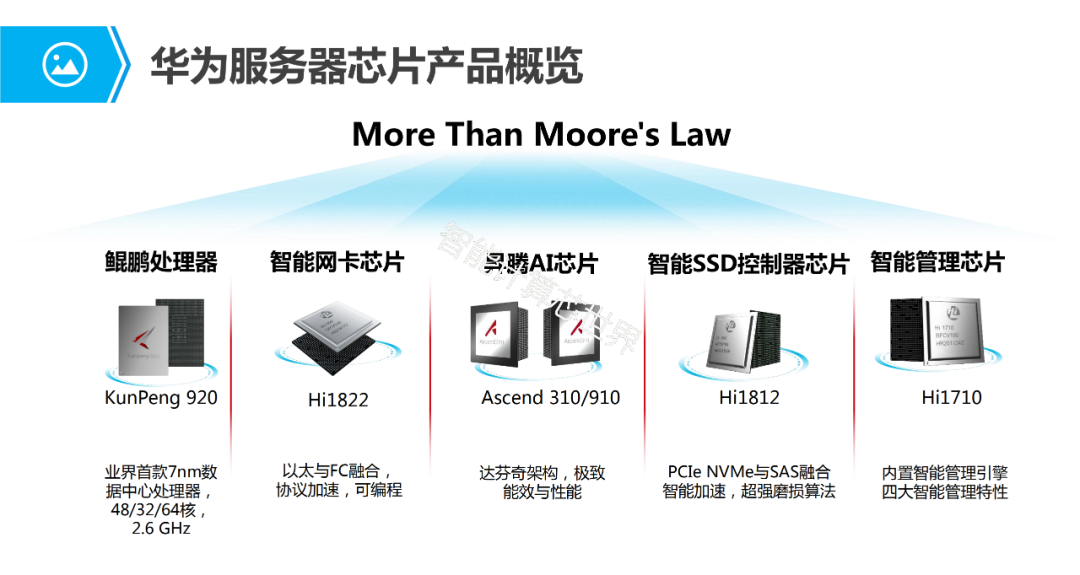 华为服务器芯片产品概览
More Than Moore's Law
鲲鹏处理器
KunPeng 920
业界首款7nm数
据中心处理器，
48/32/64核，
2.6 GHz
智能网卡芯片
Hi1822
以太与FC融合，
协议加速，可编程
昇腾AI芯片
Ascend 310/910
达芬奇架构，极致
能效与性能
智能SSD控制器芯片
Hi1812
PCIe NVMe与SAS融合
智能加速，超强磨损算法
智能管理芯片
Hi 1710
Hi1710
内置智能管理引擎
四大智能管理特性
智能计算芯世界